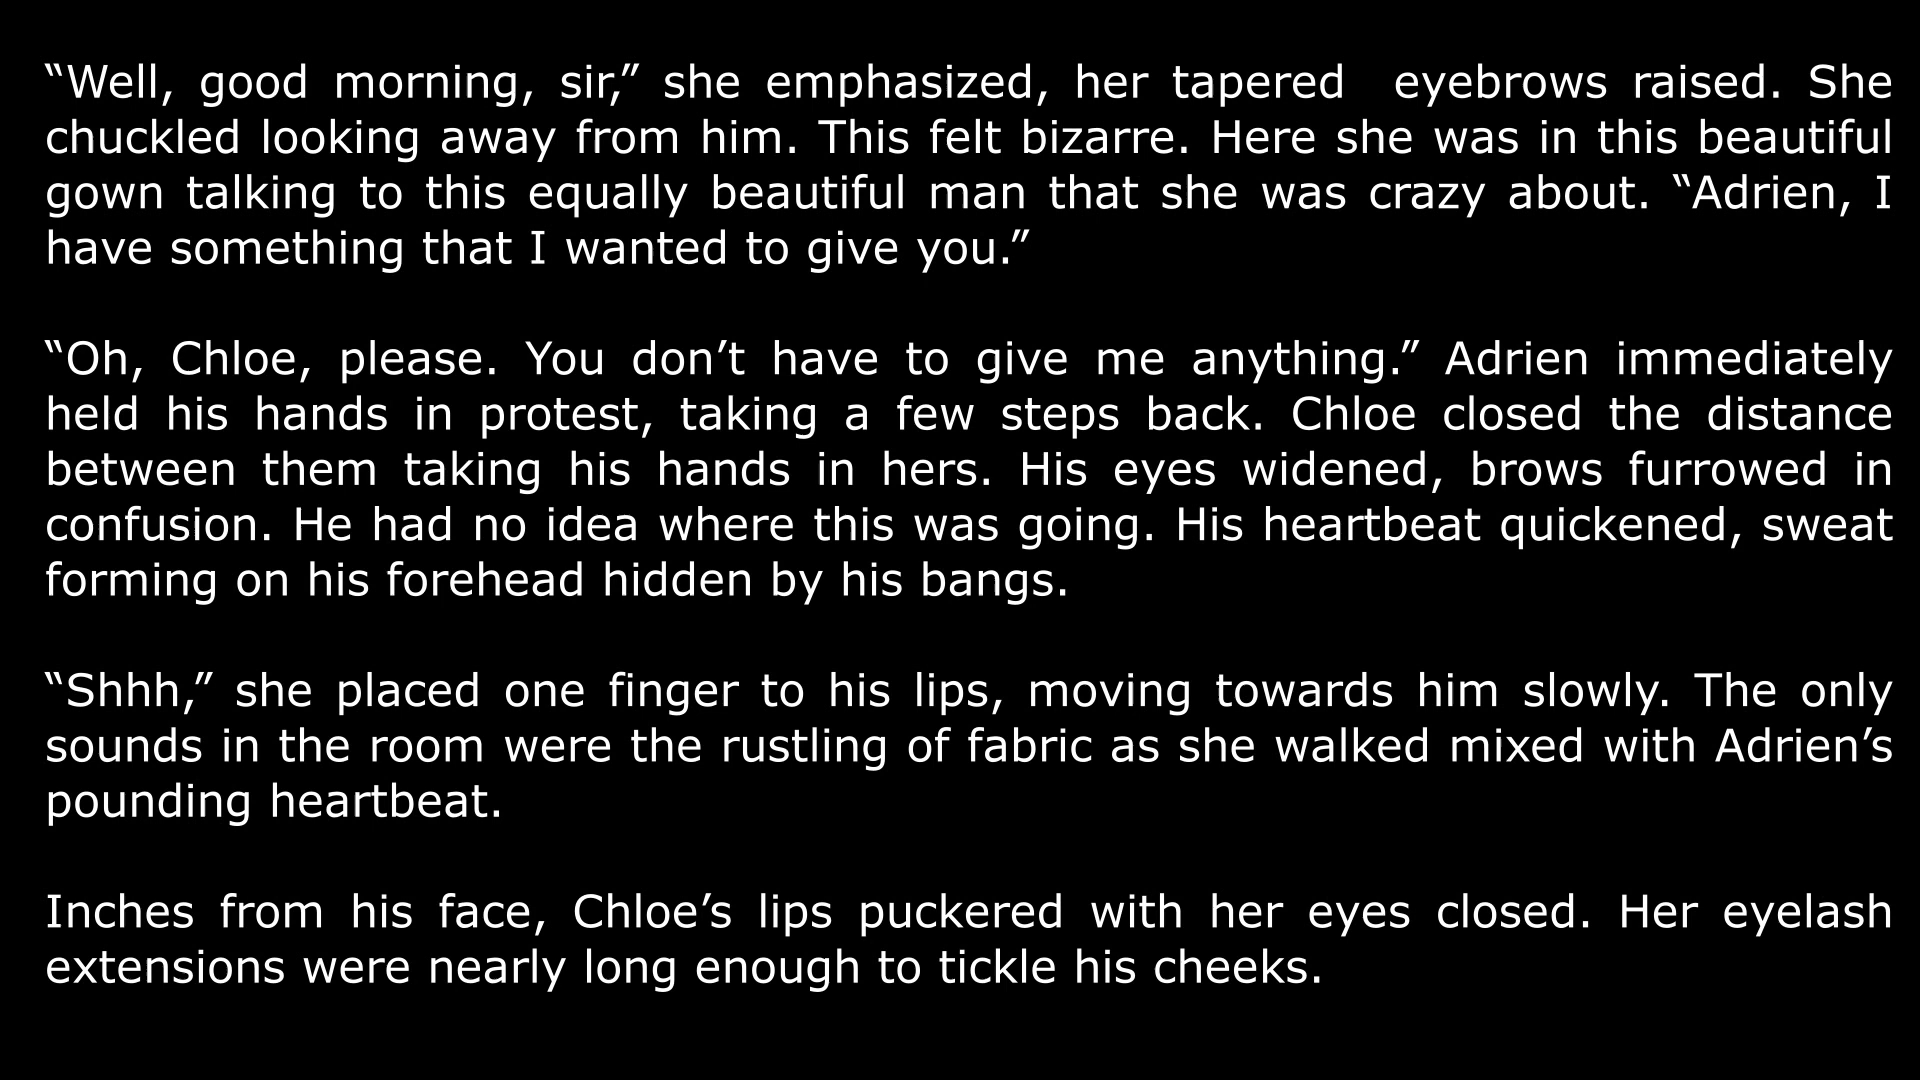 “Well, good morning, sir,” she emphasized, her tapered  eyebrows raised. She
chuckled looking away from him. This felt bizarre. Here she was in this beautiful
gown talking to this equally beautiful man that she was crazy about. “Adrien, I
have something that I wanted to give you.”
“Oh, Chloe, please. You don’t have to give me anything.” Adrien immediately
held his hands in protest, taking a few steps back. Chloe closed the distance
between them taking his hands in hers. His eyes widened, brows furrowed in
confusion. He had no idea where this was going. His heartbeat quickened, sweat
forming on his forehead hidden by his bangs.
“Shhh,” she placed one finger to his lips, moving towards him slowly. The only
sounds in the room were the rustling of fabric as she walked mixed with Adrien’s
pounding heartbeat.
Inches from his face, Chloe’s lips puckered with her eyes closed. Her eyelash
extensions were nearly long enough to tickle his cheeks.